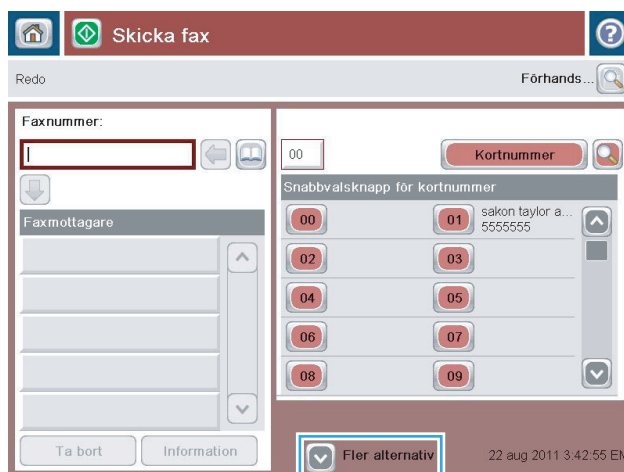 Skicka fax
Redo
Förhands...
Faxnummer:
00
Kortnummer
Snabbvalsknapp för kortnummer
Faxmottagare
00
01 sakon taylor a...
5555555
02
03
04
05
06
07
08
09
Ta bort
Information
Fler alternativ
22 aug 2011 3:42:55 EM